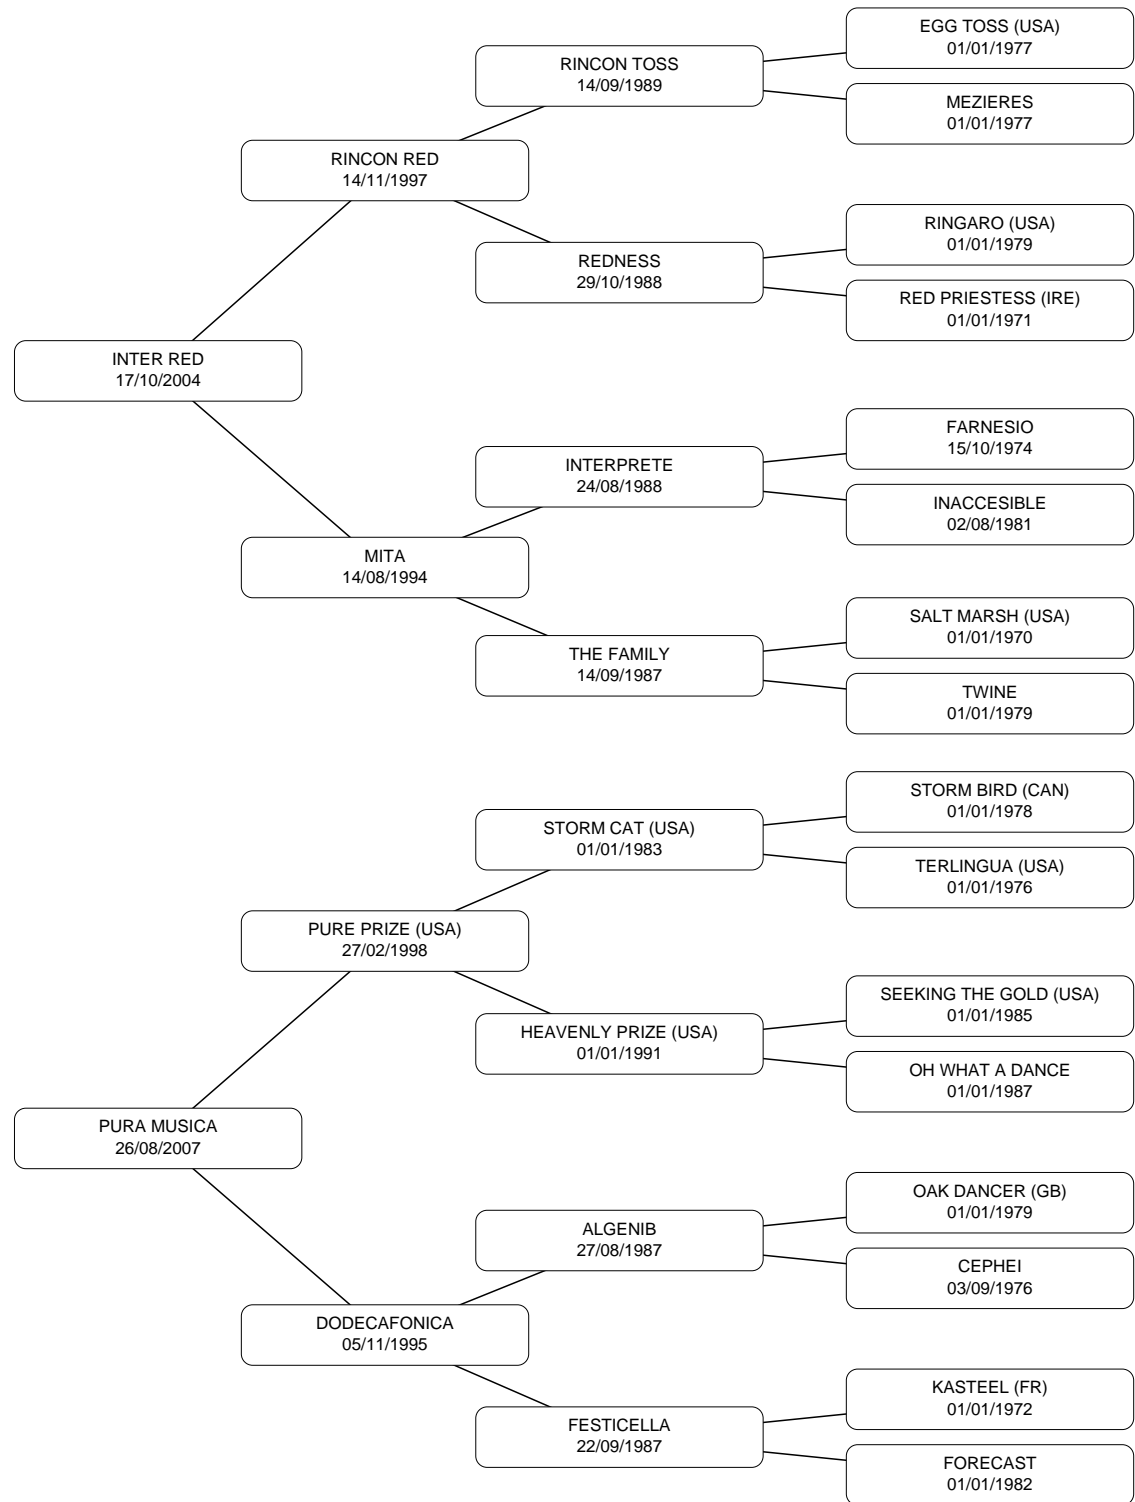 EGG TOSS (USA)
01/01/1977
RINCON TOSS
14/09/1989
MEZIERES
01/01/1977
RINCON RED
14/11/1997
RINGARO (USA)
01/01/1979
REDNESS
29/10/1988
RED PRIESTESS (IRE)
01/01/1971
INTER RED
17/10/2004
FARNESIO
15/10/1974
INTERPRETE
24/08/1988
INACCESIBLE
02/08/1981
MITA
14/08/1994
SALT MARSH (USA)
01/01/1970
THE FAMILY
14/09/1987
TWINE
01/01/1979
STORM BIRD (CAN)
01/01/1978
STORM CAT (USA)
01/01/1983
TERLINGUA (USA)
01/01/1976
PURE PRIZE (USA)
27/02/1998
SEEKING THE GOLD (USA)
01/01/1985
HEAVENLY PRIZE (USA)
01/01/1991
OH WHAT A DANCE
01/01/1987
PURA MUSICA
26/08/2007
OAK DANCER (GB)
01/01/1979
ALGENIB
27/08/1987
CEPHEI
03/09/1976
DODECAFONICA
05/11/1995
KASTEEL (FR)
01/01/1972
FESTICELLA
22/09/1987
FORECAST
01/01/1982